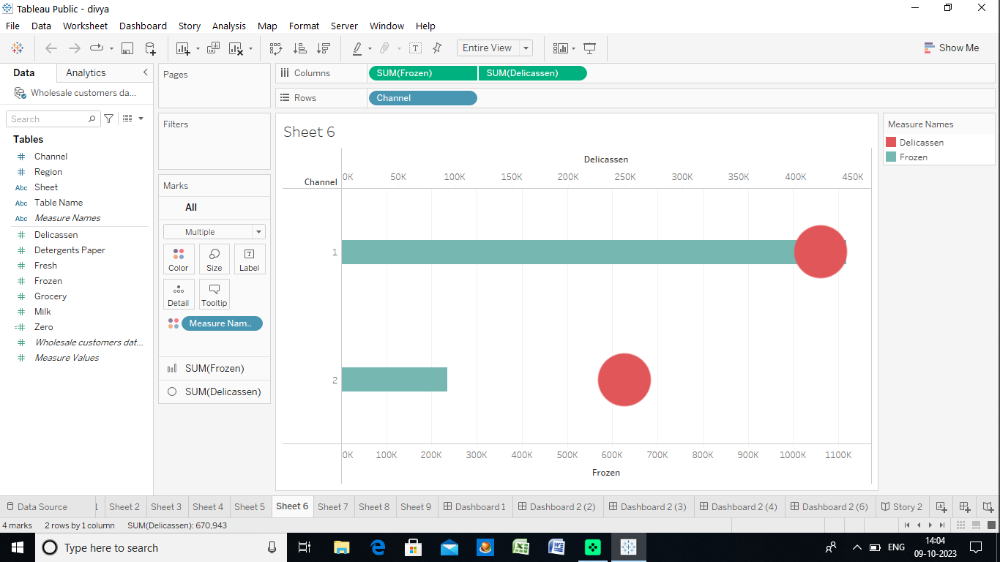 Tableau Public - divya
File Data Worksheet Dashboard Story Analysis Map Format Server Window Help
Entire View
Show Me
Data Analytics
Wholesale customers da...
Search
Tables
Channel
Region
Abc Sheet
Abc Table Name
Abc Measure Names
Delicassen
Detergents Paper
Fresh
Frozen
Grocery
Milk
Zero
Wholesale customers dat...
Measure Values
Pages
Filters
Marks
All
Multiple
Color Size Label
Detail Tooltip
Measure Nam..
SUM(Frozen)
SUM(Delicassen)
Columns SUM(Frozen) SUM(Delicassen)
Rows Channel
Sheet 6
Delicassen
Channel
0K 50K 100K 150K 200K 250K 300K 350K 400K 450K
1
2
0K 100K 200K 300K 400K 500K 600K 700K 800K 900K 1000K 1100K
Frozen
Measure Names
Delicassen
Frozen
Data Source 1 Sheet 2 Sheet 3 Sheet 4 Sheet 5 Sheet 6 Sheet 7 Sheet 8 Sheet 9 Dashboard 1 Dashboard 2 (2) Dashboard 2 (3) Dashboard 2 (4) Dashboard 2 (6) Story 2
4 marks 2 rows by 1 column SUM(Delicassen): 670,943
Type here to search
ENG
14:04
09-10-2023